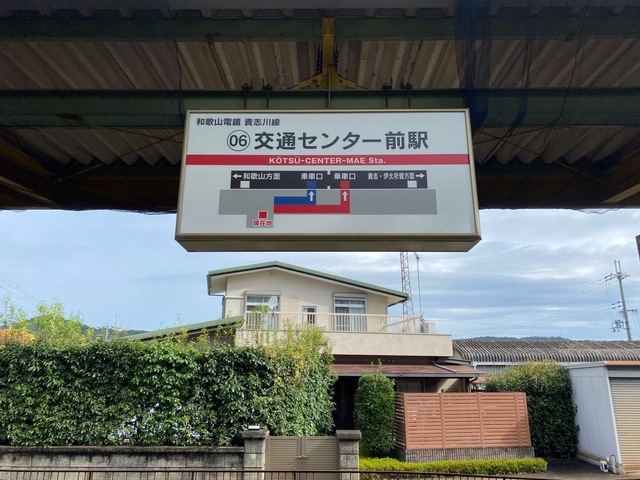 和歌山電鐵 貴志川線
06 交通センター前駅
KŌTSŪ-CENTER-MAE Sta.
←和歌山方面 乗車口 乗車口 貴志・伊太祈曽方面→
現在地